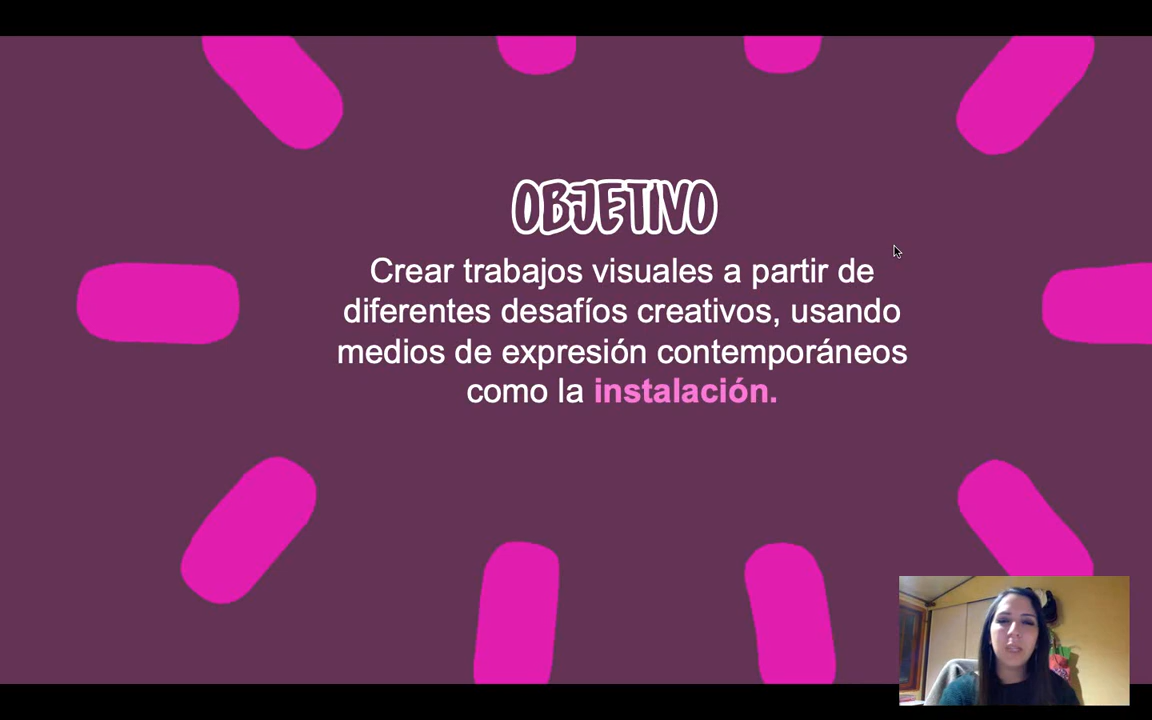 OBJETIVO
Crear trabajos visuales a partir de
diferentes desafíos creativos, usando
medios de expresión contemporáneos
como la instalación.